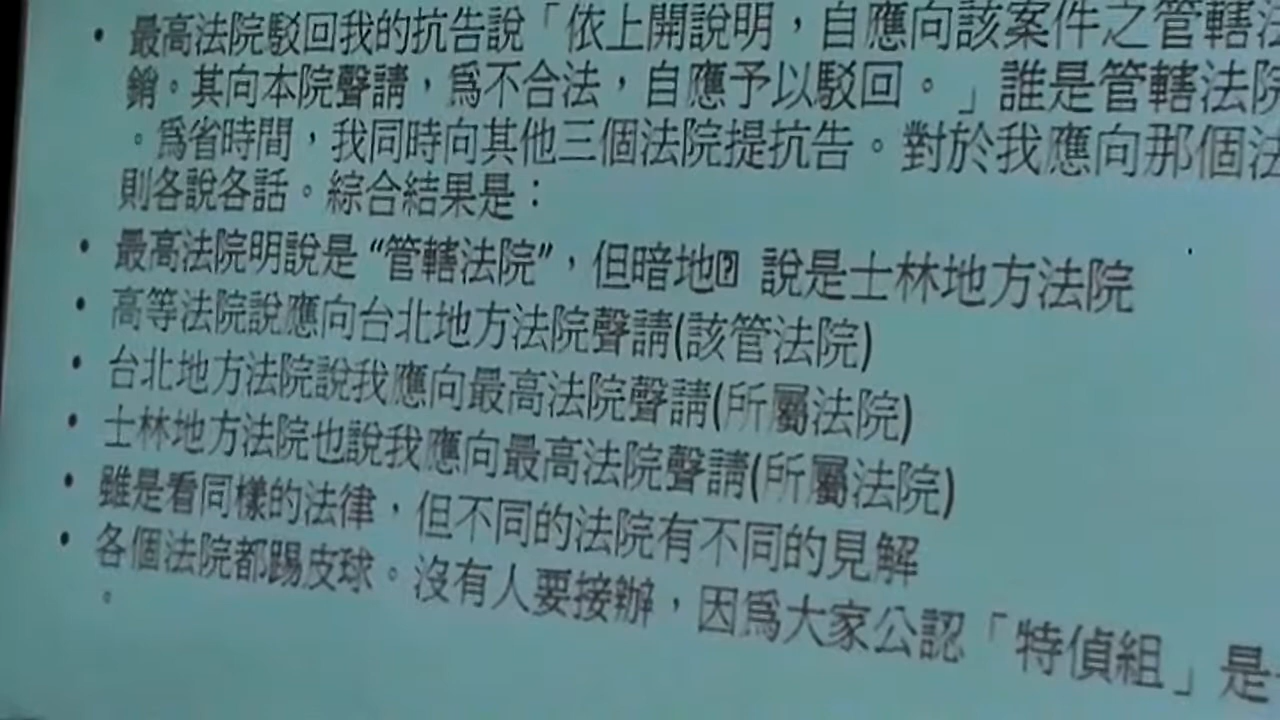 • 最高法院駁回我的抗告說「依上開說明，自應向該案件之管轄法
銷。其向本院聲請，為不合法，自應予以駁回。」誰是管轄法院
。為省時間，我同時向其他三個法院提抗告。對於我應向那個法
則各說各話。綜合結果是：
• 最高法院明說是“管轄法院”，但暗地 說是士林地方法院
• 高等法院說應向台北地方法院聲請(該管法院)
• 台北地方法院說我應向最高法院聲請(所屬法院)
• 士林地方法院也說我應向最高法院聲請(所屬法院)
• 雖是看同樣的法律，但不同的法院有不同的見解
• 各個法院都踢皮球。沒有人要接辦，因為大家公認「特偵組」是
。